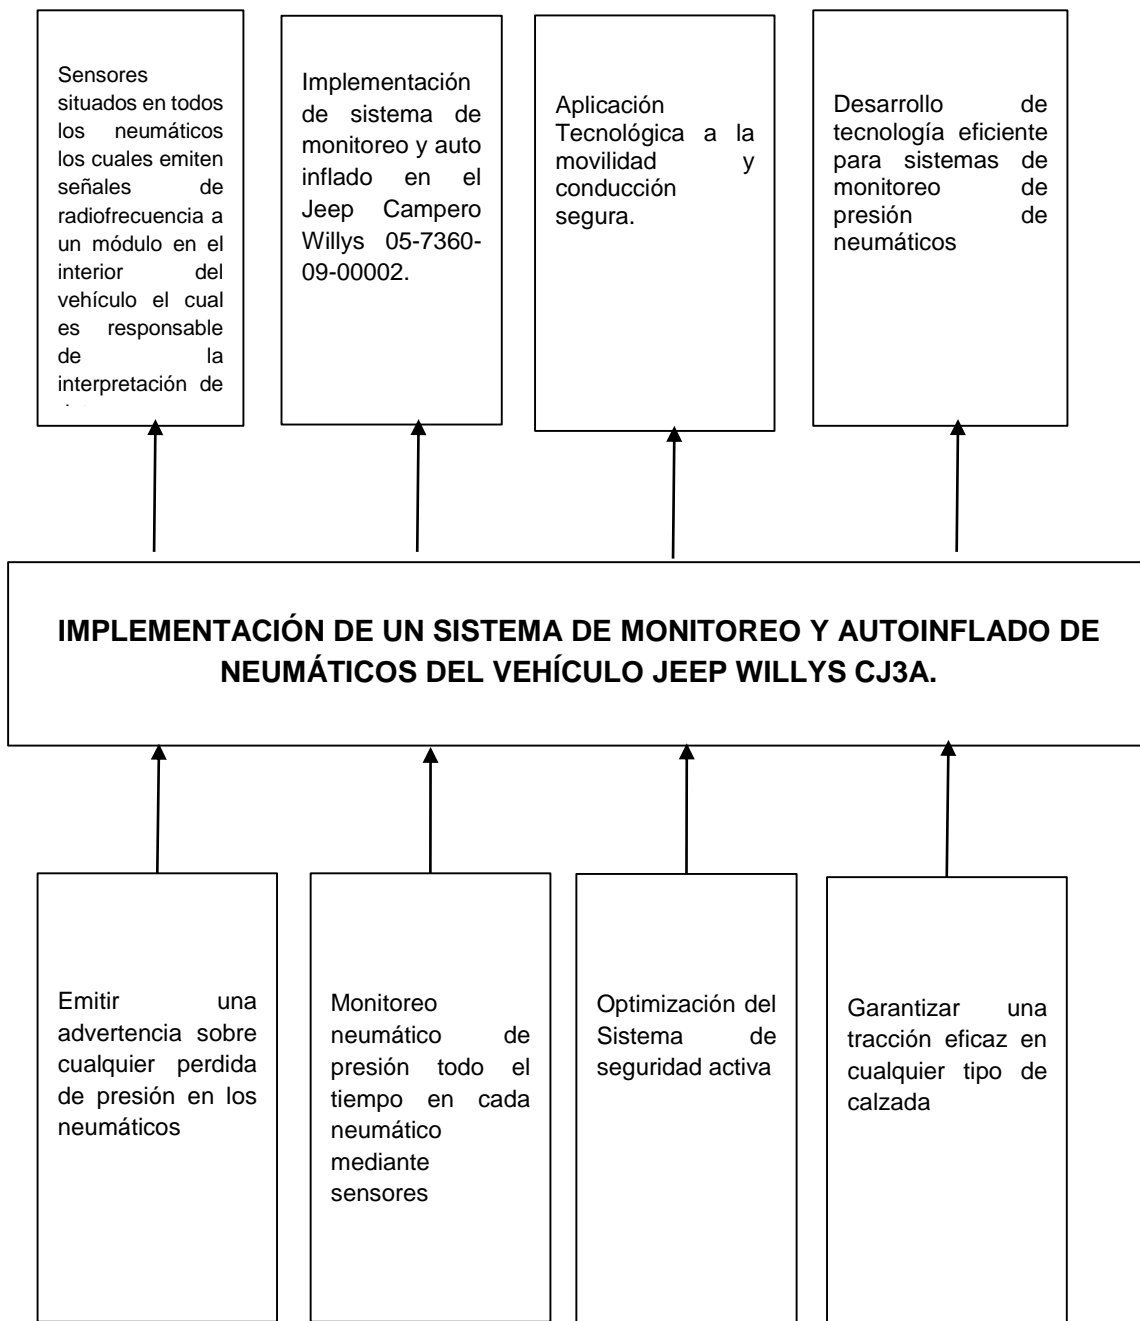 Sensores
situados en todos
los neumáticos
los cuales emiten
señales de
radiofrecuencia a
un módulo en el
interior del
vehículo el cual
es responsable
de la
interpretación de
Implementación
de sistema de
monitoreo y auto
inflado en el
Jeep Campero
Willys 05-7360-
09-00002.
Aplicación
Tecnológica a la
movilidad y
conducción
segura.
Desarrollo de
tecnología eficiente
para sistemas de
monitoreo de
presión de
neumáticos
IMPLEMENTACIÓN DE UN SISTEMA DE MONITOREO Y AUTOINFLADO DE
NEUMÁTICOS DEL VEHÍCULO JEEP WILLYS CJ3A.
Emitir una
advertencia sobre
cualquier perdida
de presión en los
neumáticos
Monitoreo
neumático de
presión todo el
tiempo en cada
neumático
mediante
sensores
Optimización del
Sistema de
seguridad activa
Garantizar una
tracción eficaz en
cualquier tipo de
calzada